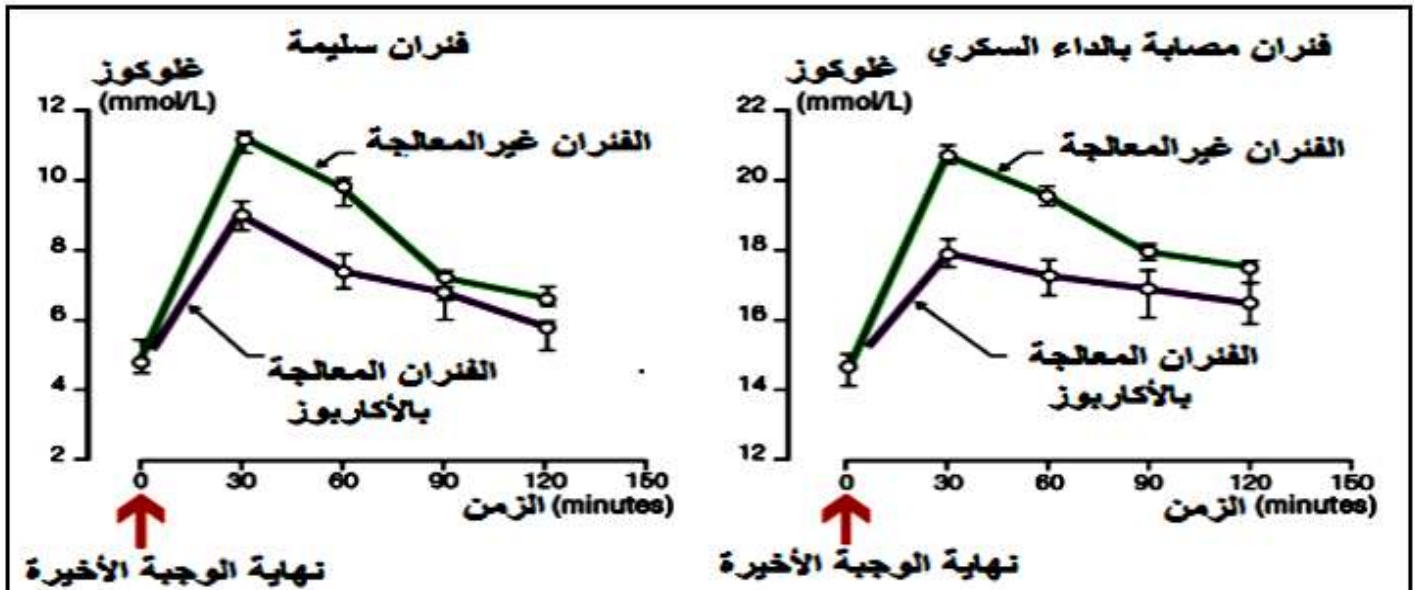 فئران سليمة
غلوكوز
(mmol/L)
12
10
8
6
4
2
الفئران غيرالمعالجة
الفئران المعالجة
بالأكاربوز
0 30 60 90 120 150
الزمن (minutes)
نهاية الوجبة الأخيرة
فئران مصابة بالداء السكري
غلوكوز
(mmol/L)
22
20
18
16
14
12
الفئران غيرالمعالجة
الفئران المعالجة
بالأكاربوز
0 30 60 90 120 150
الزمن (minutes)
نهاية الوجبة الأخيرة